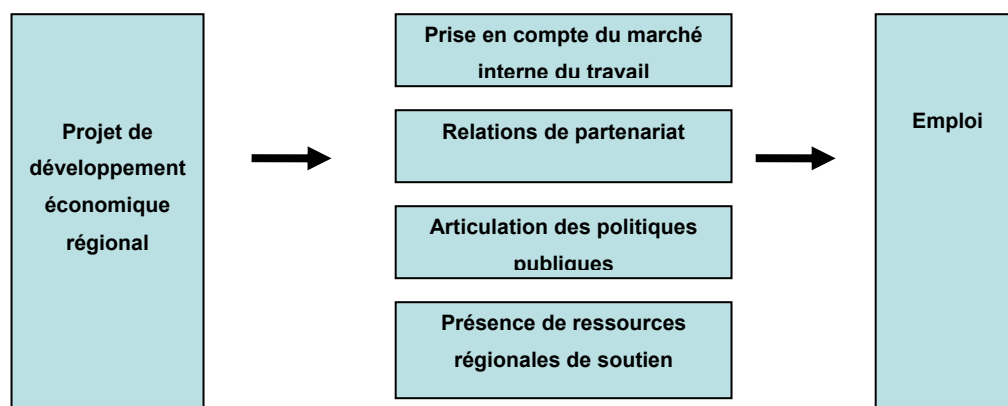 Projet de
développement
économique
régional
Prise en compte du marché
interne du travail
Relations de partenariat
Articulation des politiques
publiques
Présence de ressources
régionales de soutien
Emploi